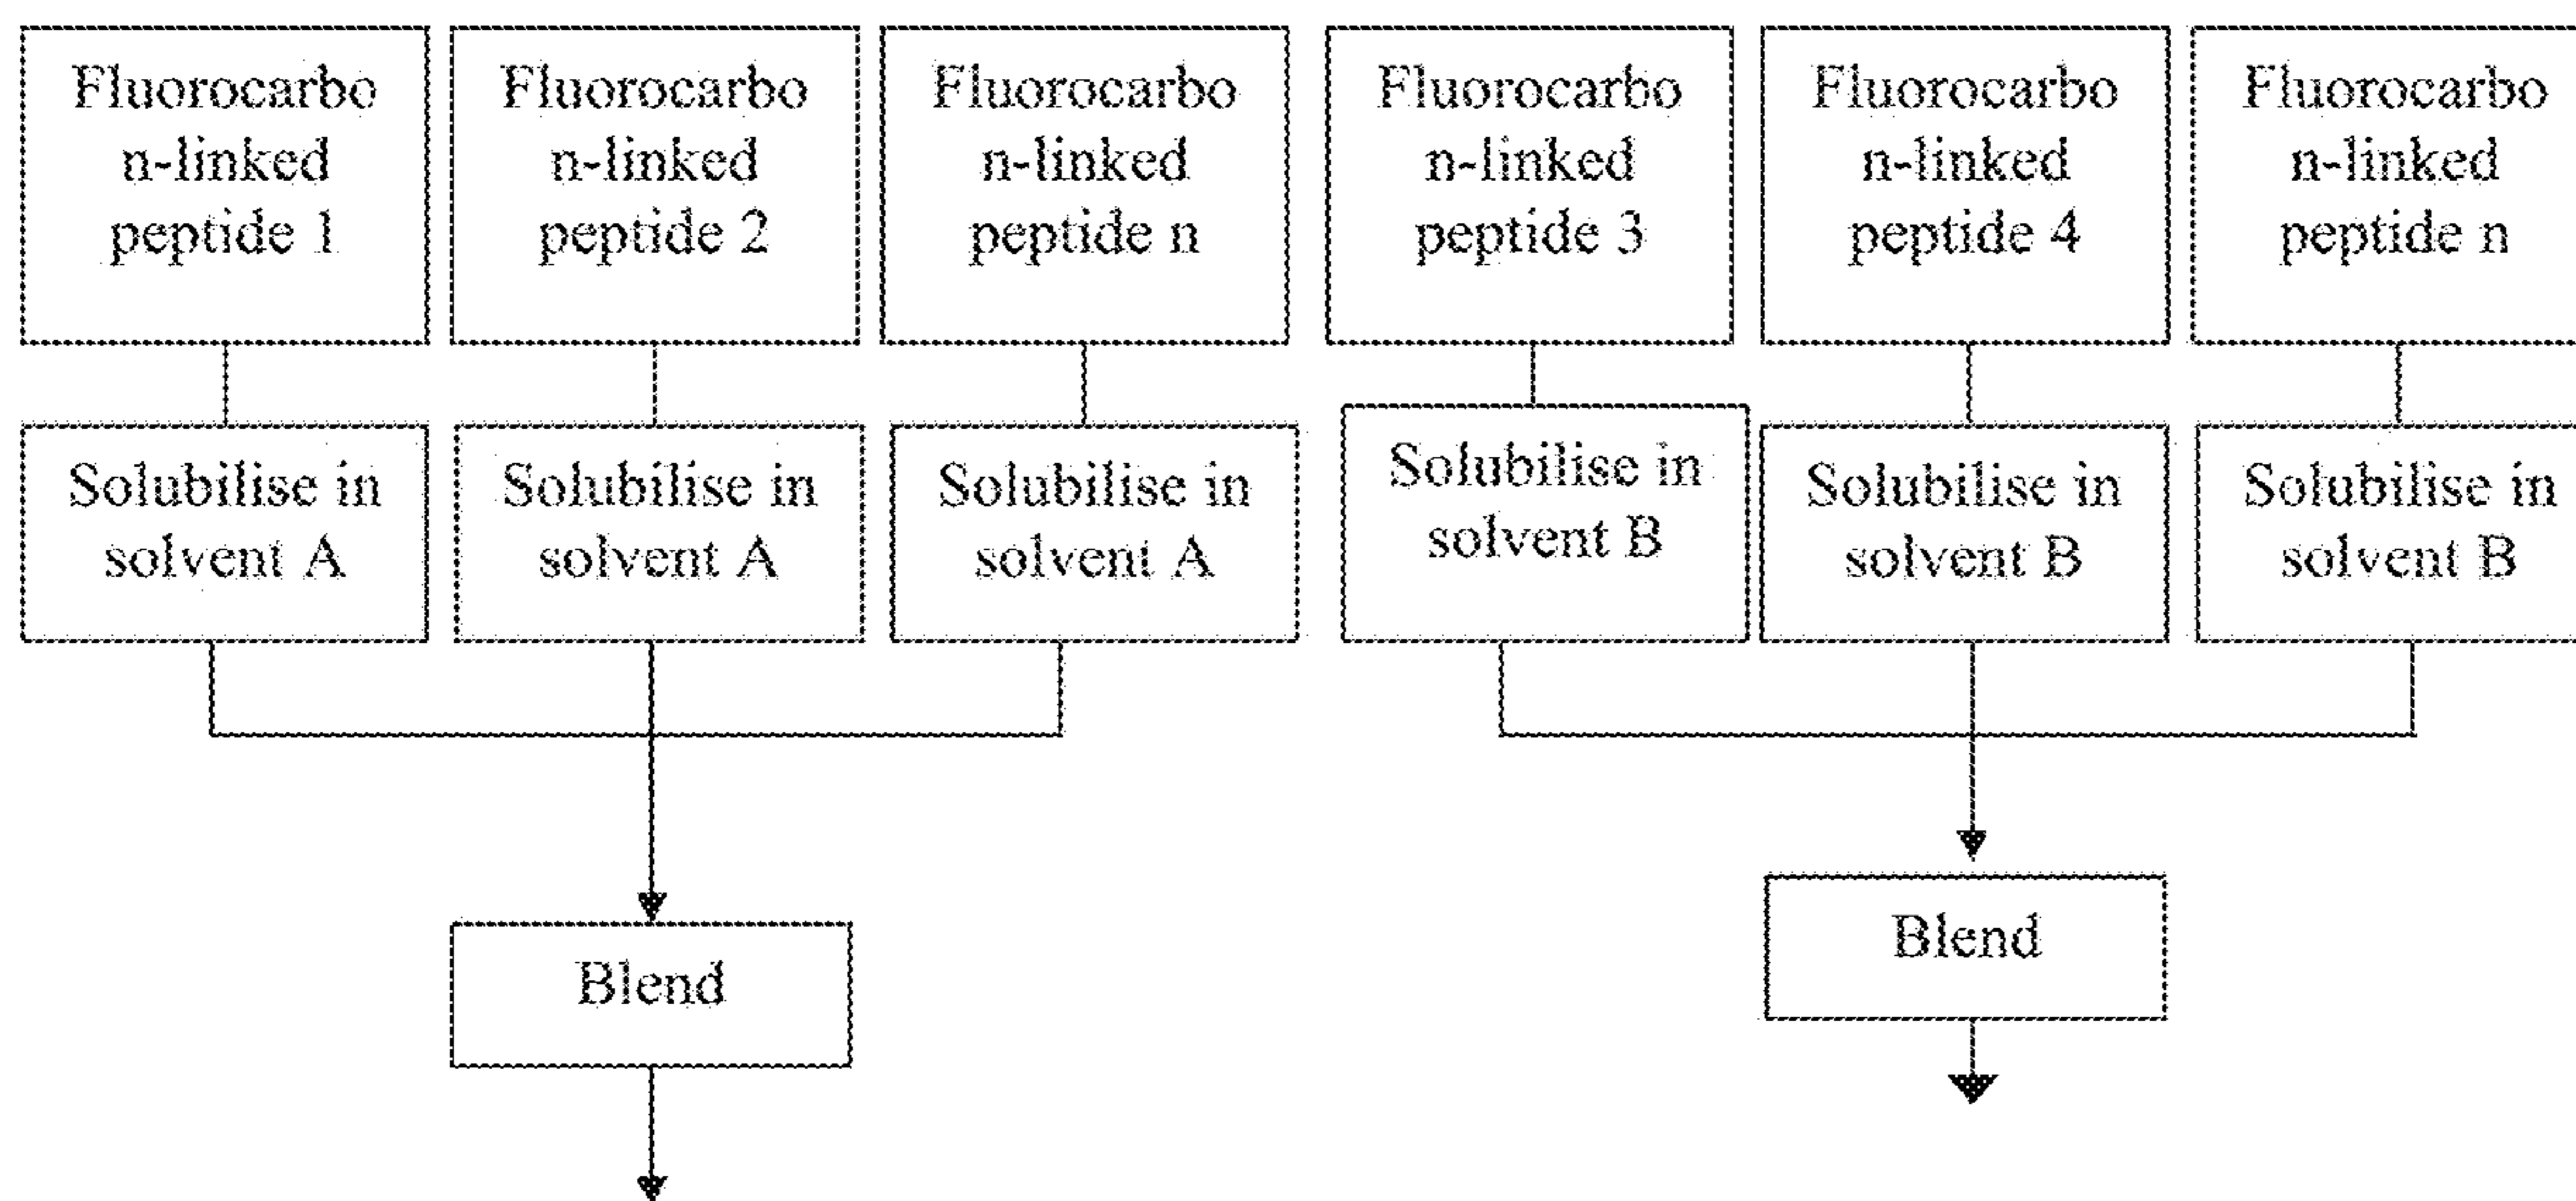 Fluorocarbo
n-linked
peptide 1
Fluorocarbo
n-linked
peptide 2
Fluorocarbo
n-linked
peptide n
Fluorocarbo
n-linked
peptide 3
Fluorocarbo
n-linked
peptide 4
Fluorocarbo
n-linked
peptide n
Solubilise in
solvent A
Solubilise in
solvent A
Solubilise in
solvent A
Solubilise in
solvent B
Solubilise in
solvent B
Solubilise in
solvent B
Blend
Blend